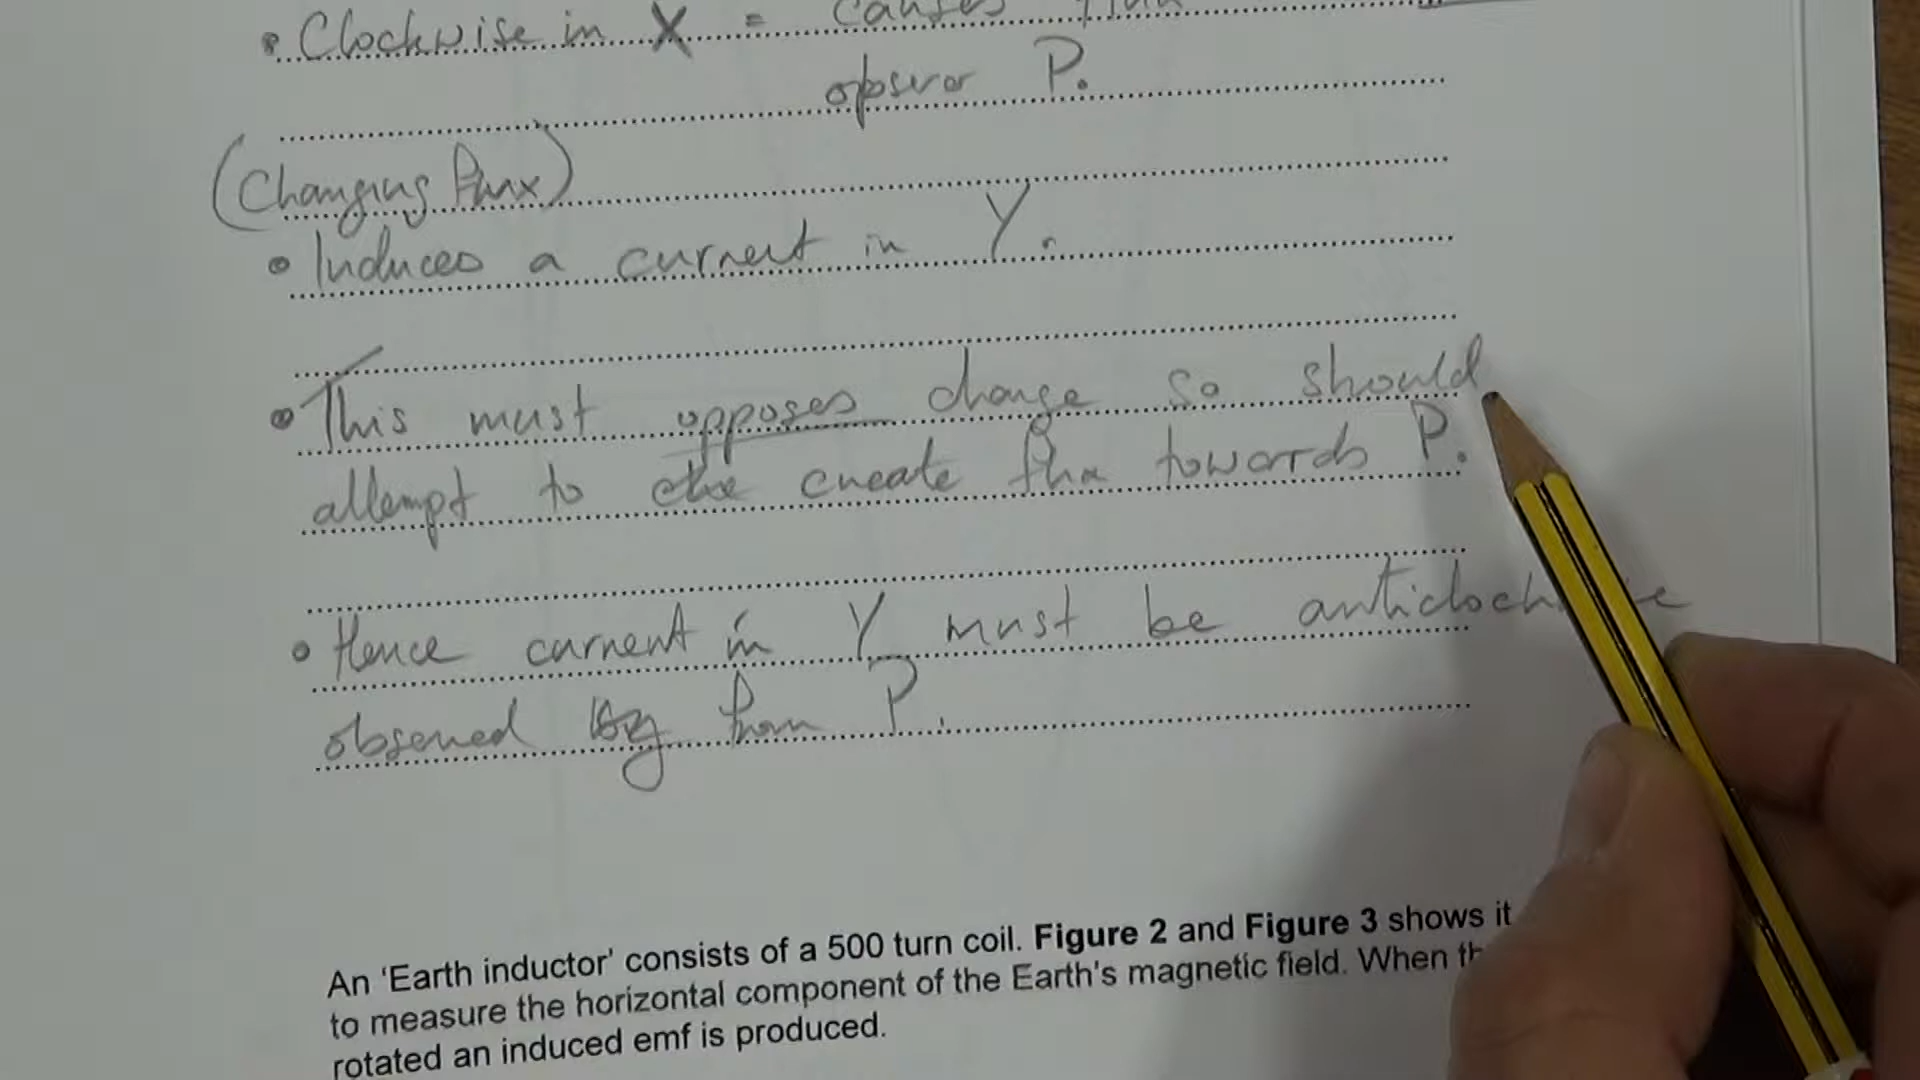 • Clockwise in X = causes flux
observer P.
(Changing flux)
• Induces a current in Y.
• This must opposes change so should
attempt to create flux towards P.
• Hence current in Y must be
observed from P.
An ‘Earth inductor’ consists of a 500 turn coil. Figure 2 and Figure 3 shows it
to measure the horizontal component of the Earth's magnetic field. When
rotated an induced emf is produced.